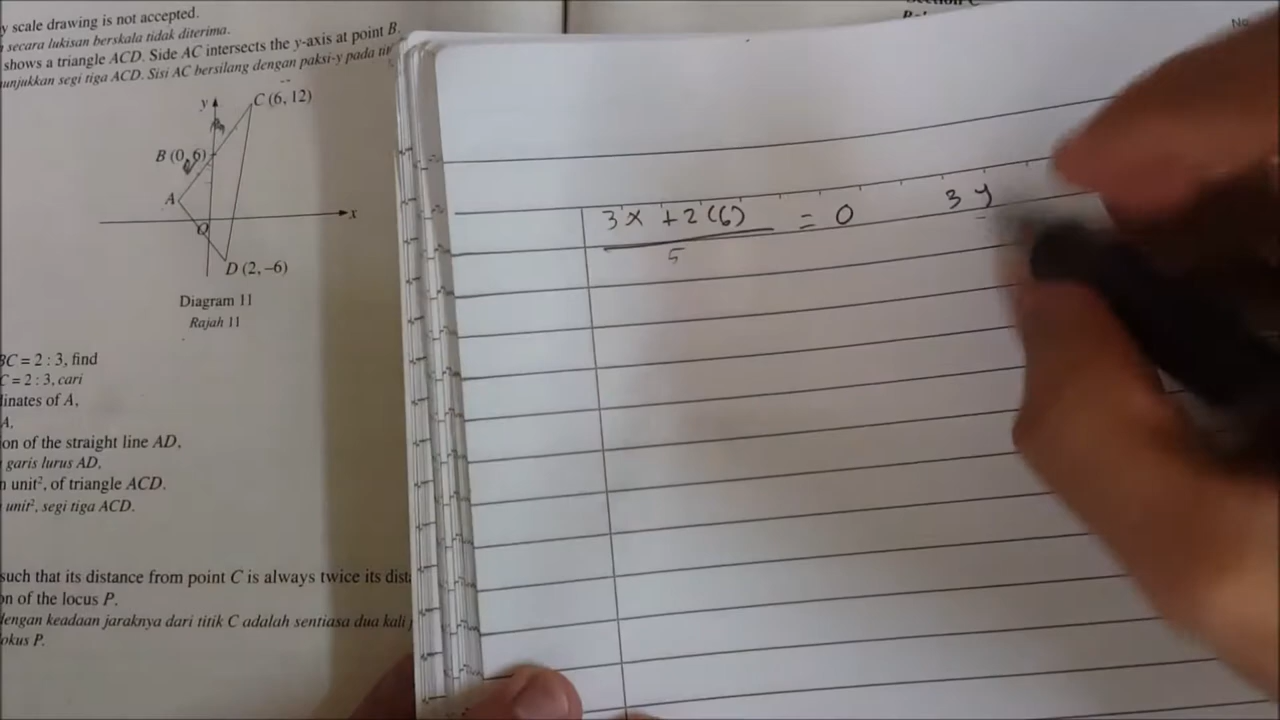 y scale drawing is not accepted.
secara lukisan berskala tidak diterima.
shows a triangle ACD. Side AC intersects the y-axis at point B.
unjukkan segi tiga ACD. Sisi AC bersilang dengan paksi-y pada tit
y
C (6, 12)
B (0, 6)
A
x
O
D (2, –6)
Diagram 11
Rajah 11
BC = 2 : 3, find
C = 2 : 3, cari
linates of A,
A,
on of the straight line AD,
garis lurus AD,
n unit², of triangle ACD.
unit², segi tiga ACD.
such that its distance from point C is always twice its dist
on of the locus P.
dengan keadaan jaraknya dari titik C adalah sentiasa dua kali
okus P.
No
3x + 2(6) = 0 3y
5